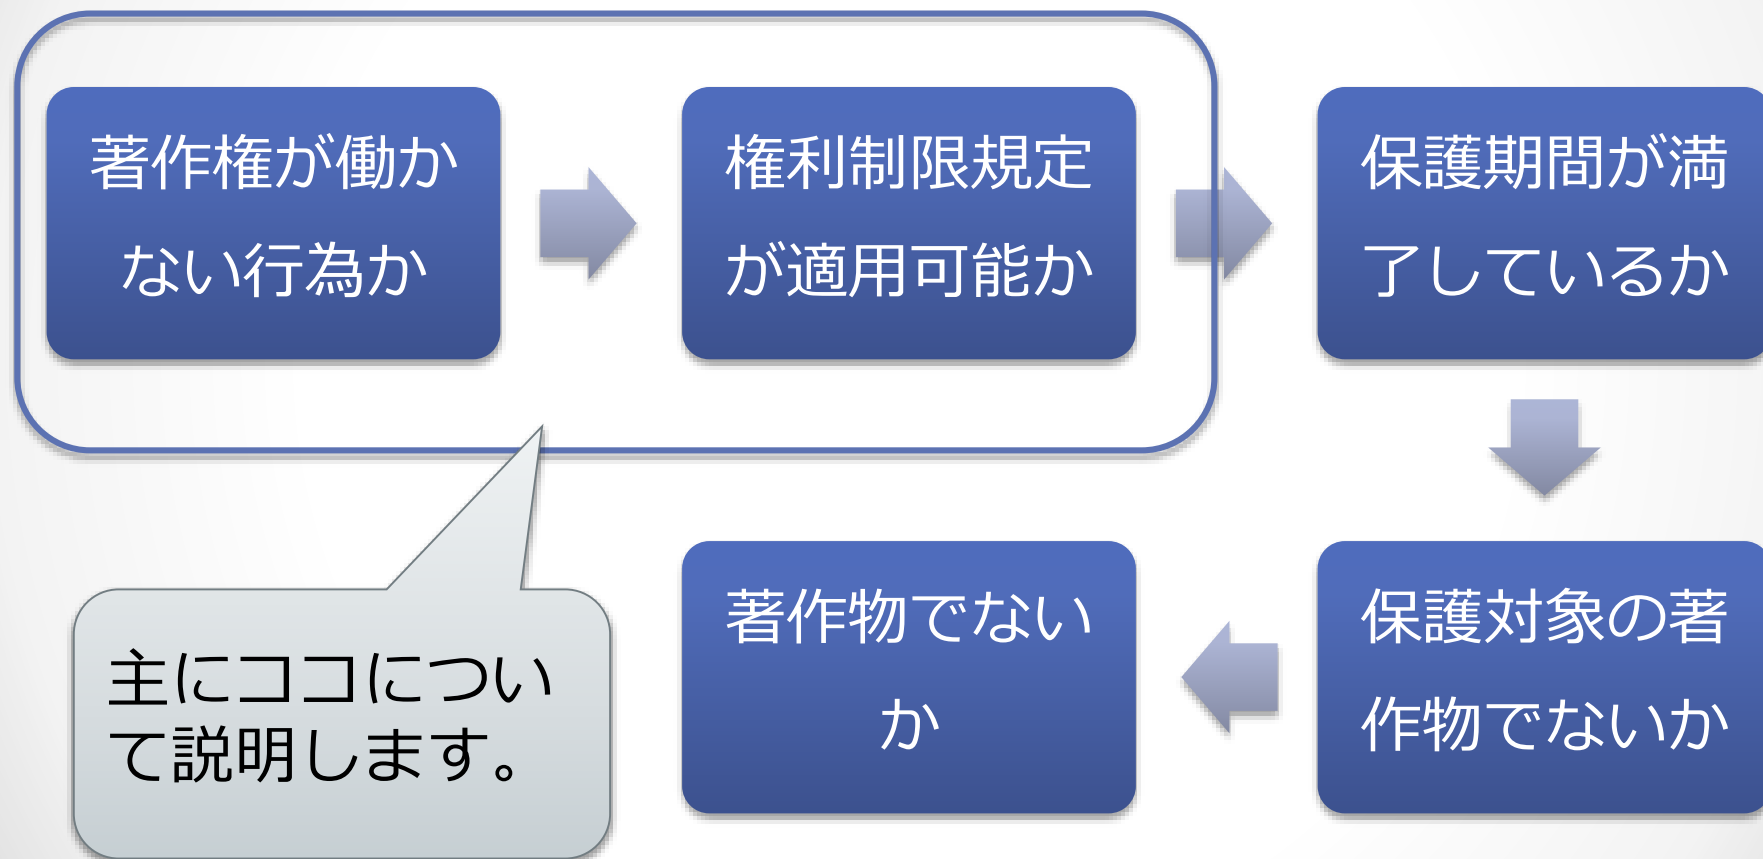 著作権が働か
ない行為か
権利制限規定
が適用可能か
保護期間が満
了しているか
保護対象の著
作物でないか
著作物でない
か
主にココについ
て説明します。